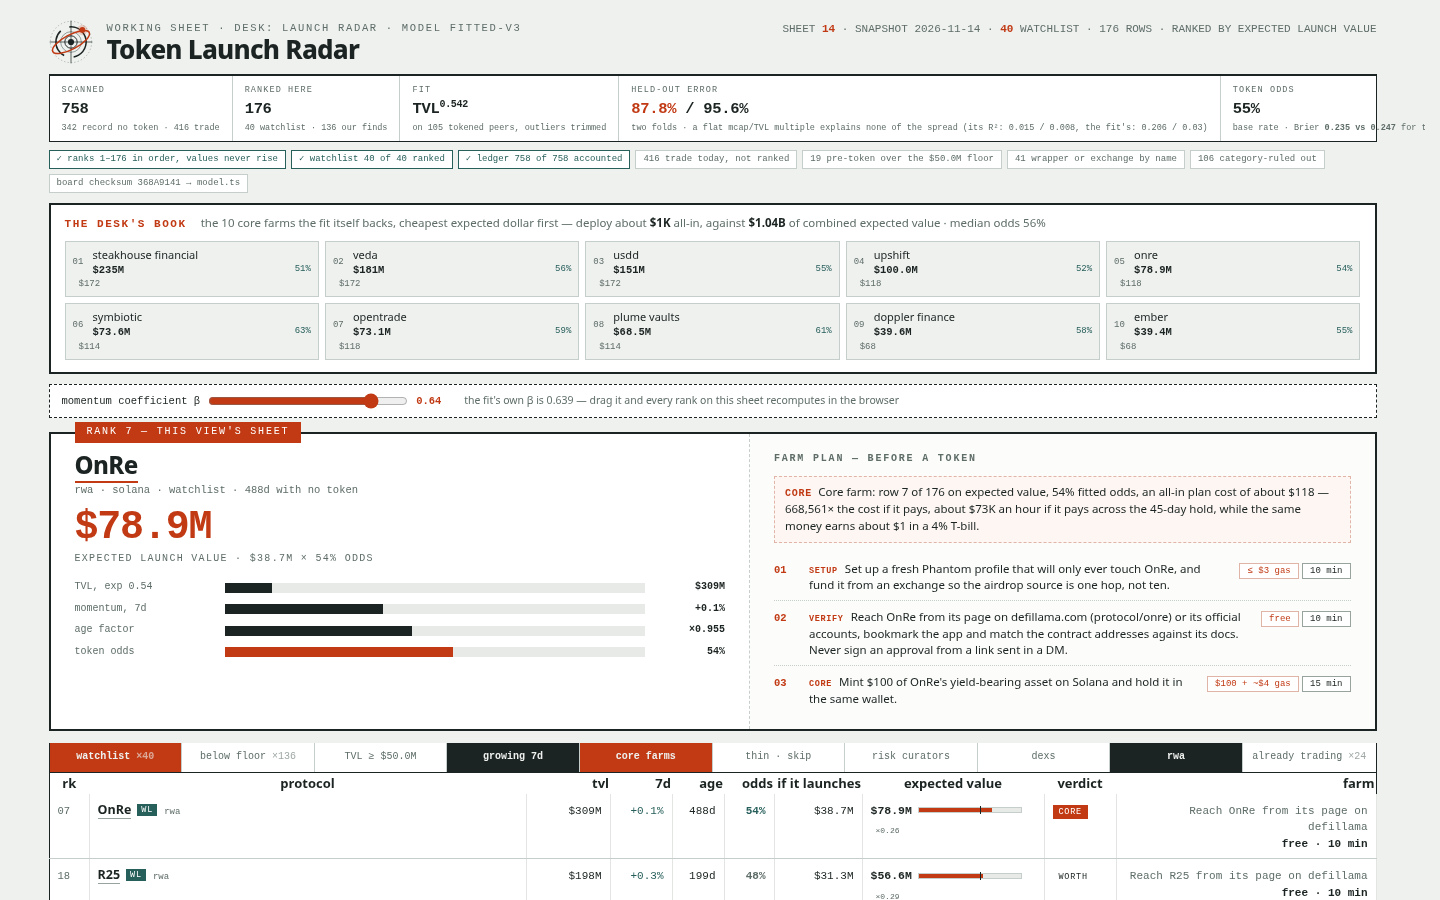 WORKING SHEET · DESK: LAUNCH RADAR · MODEL FITTED-V3
Token Launch Radar
SHEET 14 · SNAPSHOT 2026-11-14 · 40 WATCHLIST · 176 ROWS · RANKED BY EXPECTED LAUNCH VALUE
SCANNED
758
342 record no token · 416 trade
RANKED HERE
176
40 watchlist · 136 our finds
FIT
TVL0.542
on 105 tokened peers, outliers trimmed
HELD-OUT ERROR
87.8% / 95.6%
two folds · a flat mcap/TVL multiple explains none of the spread (its R²: 0.015 / 0.008, the fit's: 0.206 / 0.03)
TOKEN ODDS
55%
base rate · Brier 0.235 vs 0.247 for t
✓ ranks 1–176 in order, values never rise
✓ watchlist 40 of 40 ranked
✓ ledger 758 of 758 accounted
416 trade today, not ranked
19 pre-token over the $50.0M floor
41 wrapper or exchange by name
106 category-ruled out
board checksum 368A9141 → model.ts
THE DESK'S BOOK the 10 core farms the fit itself backs, cheapest expected dollar first — deploy about $1K all-in, against $1.04B of combined expected value · median odds 56%
01 steakhouse financial
$235M
51%
$172
02 veda
$181M
56%
$172
03 usdd
$151M
55%
$172
04 upshift
$100.0M
52%
$118
05 onre
$78.9M
54%
$118
06 symbiotic
$73.6M
63%
$114
07 opentrade
$73.1M
59%
$118
08 plume vaults
$68.5M
61%
$114
09 doppler finance
$39.6M
58%
$68
10 ember
$39.4M
55%
$68
momentum coefficient β 0.64 the fit's own β is 0.639 — drag it and every rank on this sheet recomputes in the browser
RANK 7 — THIS VIEW'S SHEET
OnRe
rwa · solana · watchlist · 488d with no token
$78.9M
EXPECTED LAUNCH VALUE · $38.7M × 54% ODDS
TVL, exp 0.54 $309M
momentum, 7d +0.1%
age factor ×0.955
token odds 54%
FARM PLAN — BEFORE A TOKEN
CORE Core farm: row 7 of 176 on expected value, 54% fitted odds, an all-in plan cost of about $118 —
668,561× the cost if it pays, about $73K an hour if it pays across the 45-day hold, while the same
money earns about $1 in a 4% T-bill.
01 SETUP Set up a fresh Phantom profile that will only ever touch OnRe, and
fund it from an exchange so the airdrop source is one hop, not ten.
≤ $3 gas 10 min
02 VERIFY Reach OnRe from its page on defillama.com (protocol/onre) or its official
accounts, bookmark the app and match the contract addresses against its docs.
Never sign an approval from a link sent in a DM.
free 10 min
03 CORE Mint $100 of OnRe's yield-bearing asset on Solana and hold it in
the same wallet.
$100 + ~$4 gas 15 min
watchlist ×40
below floor ×136
TVL ≥ $50.0M
growing 7d
core farms
thin · skip
risk curators
dexs
rwa
already trading ×24
rk protocol tvl 7d age odds if it launches expected value verdict farm
07 OnRe WL rwa $309M +0.1% 488d 54% $38.7M $78.9M CORE Reach OnRe from its page on
defillama
×0.26
free · 10 min
18 R25 WL rwa $198M +0.3% 199d 48% $31.3M $56.6M WORTH Reach R25 from its page on defillama
×0.29
free · 10 min